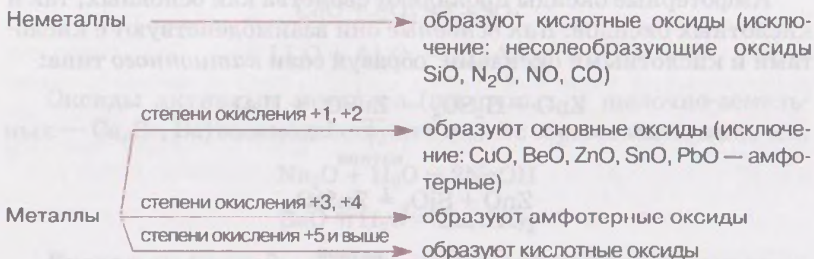 Неметаллы
образуют кислотные оксиды (исклю-
чение: несолеобразующие оксиды
SiO, N₂O, NO, CO)
степени окисления +1, +2
образуют основные оксиды (исключе-
ние: CuO, BeO, ZnO, SnO, PbO — амфо-
терные)
Металлы
степени окисления +3, +4
образуют амфотерные оксиды
степени окисления +5 и выше
образуют кислотные оксиды